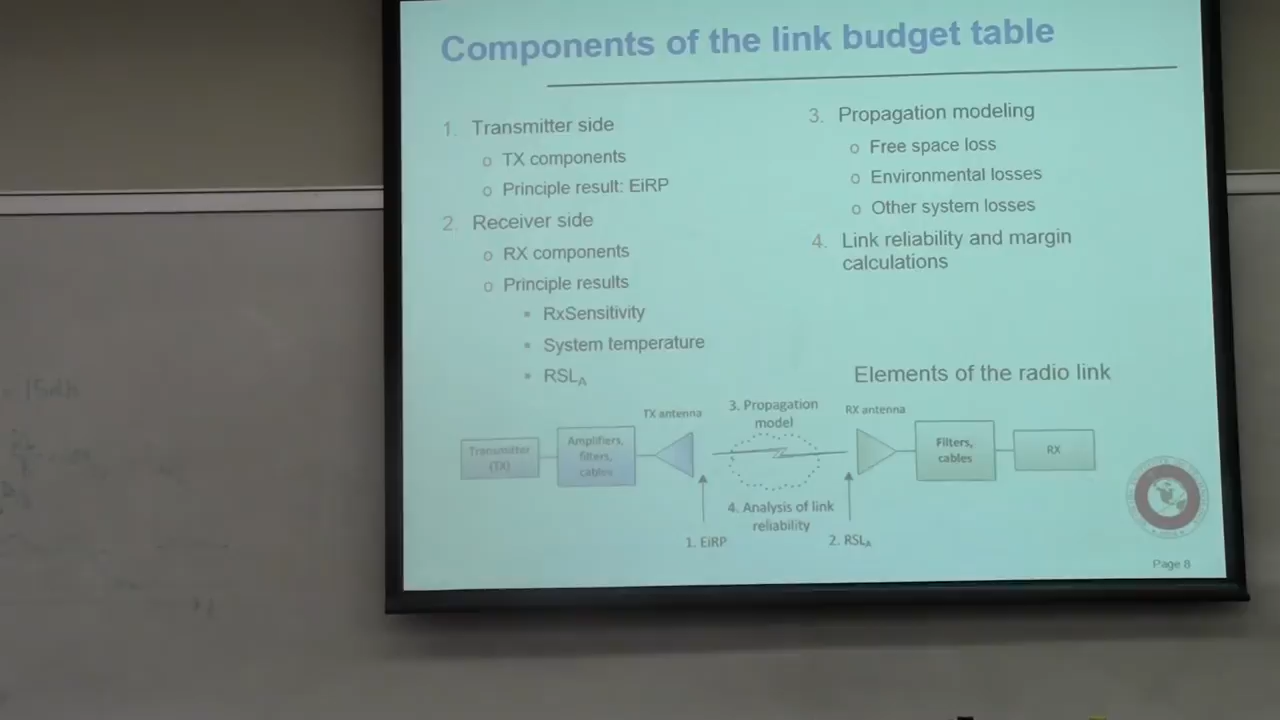 Components of the link budget table
1. Transmitter side
o TX components
o Principle result: EiRP
2. Receiver side
o RX components
o Principle results
▪ RxSensitivity
▪ System temperature
▪ RSLA
3. Propagation modeling
o Free space loss
o Environmental losses
o Other system losses
4. Link reliability and margin
calculations
Elements of the radio link
TX antenna
3. Propagation
model
RX antenna
Transmitter
(TX)
Amplifiers,
filters,
cables
Filters,
cables
RX
4. Analysis of link
reliability
1. EiRP
2. RSLA
Page 8